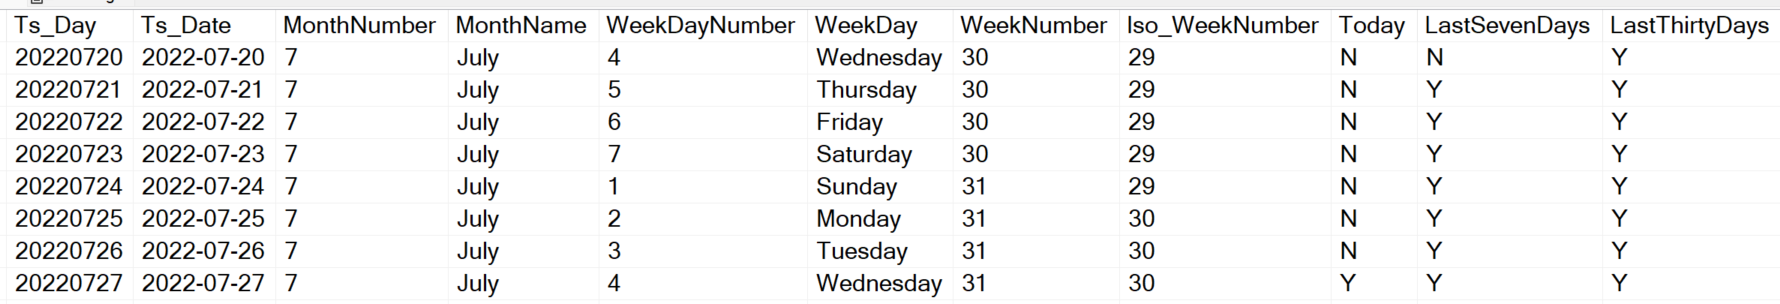 Ts_Day Ts_Date MonthNumber MonthName WeekDayNumber WeekDay WeekNumber Iso_WeekNumber Today LastSevenDays LastThirtyDays
20220720 2022-07-20 7 July 4 Wednesday 30 29 N N Y
20220721 2022-07-21 7 July 5 Thursday 30 29 N Y Y
20220722 2022-07-22 7 July 6 Friday 30 29 N Y Y
20220723 2022-07-23 7 July 7 Saturday 30 29 N Y Y
20220724 2022-07-24 7 July 1 Sunday 31 29 N Y Y
20220725 2022-07-25 7 July 2 Monday 31 30 N Y Y
20220726 2022-07-26 7 July 3 Tuesday 31 30 N Y Y
20220727 2022-07-27 7 July 4 Wednesday 31 30 Y Y Y